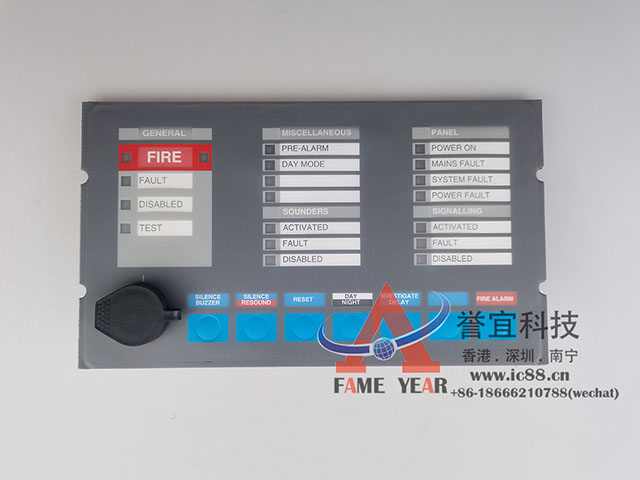 GENERAL
FIRE
FAULT
DISABLED
TEST
MISCELLANEOUS
PRE-ALARM
DAY MODE
SOUNDERS
ACTIVATED
FAULT
DISABLED
PANEL
POWER ON
MAINS FAULT
SYSTEM FAULT
POWER FAULT
SIGNALLING
ACTIVATED
FAULT
DISABLED
SILENCE
BUZZER
SILENCE
RESOUND
RESET
DAY
NIGHT
INVESTIGATE
DELAY
FIRE ALARM
FAME YEAR
誉宜科技
香港.深圳.南宁
www.ic88.cn
+86-18666210788(wechat)